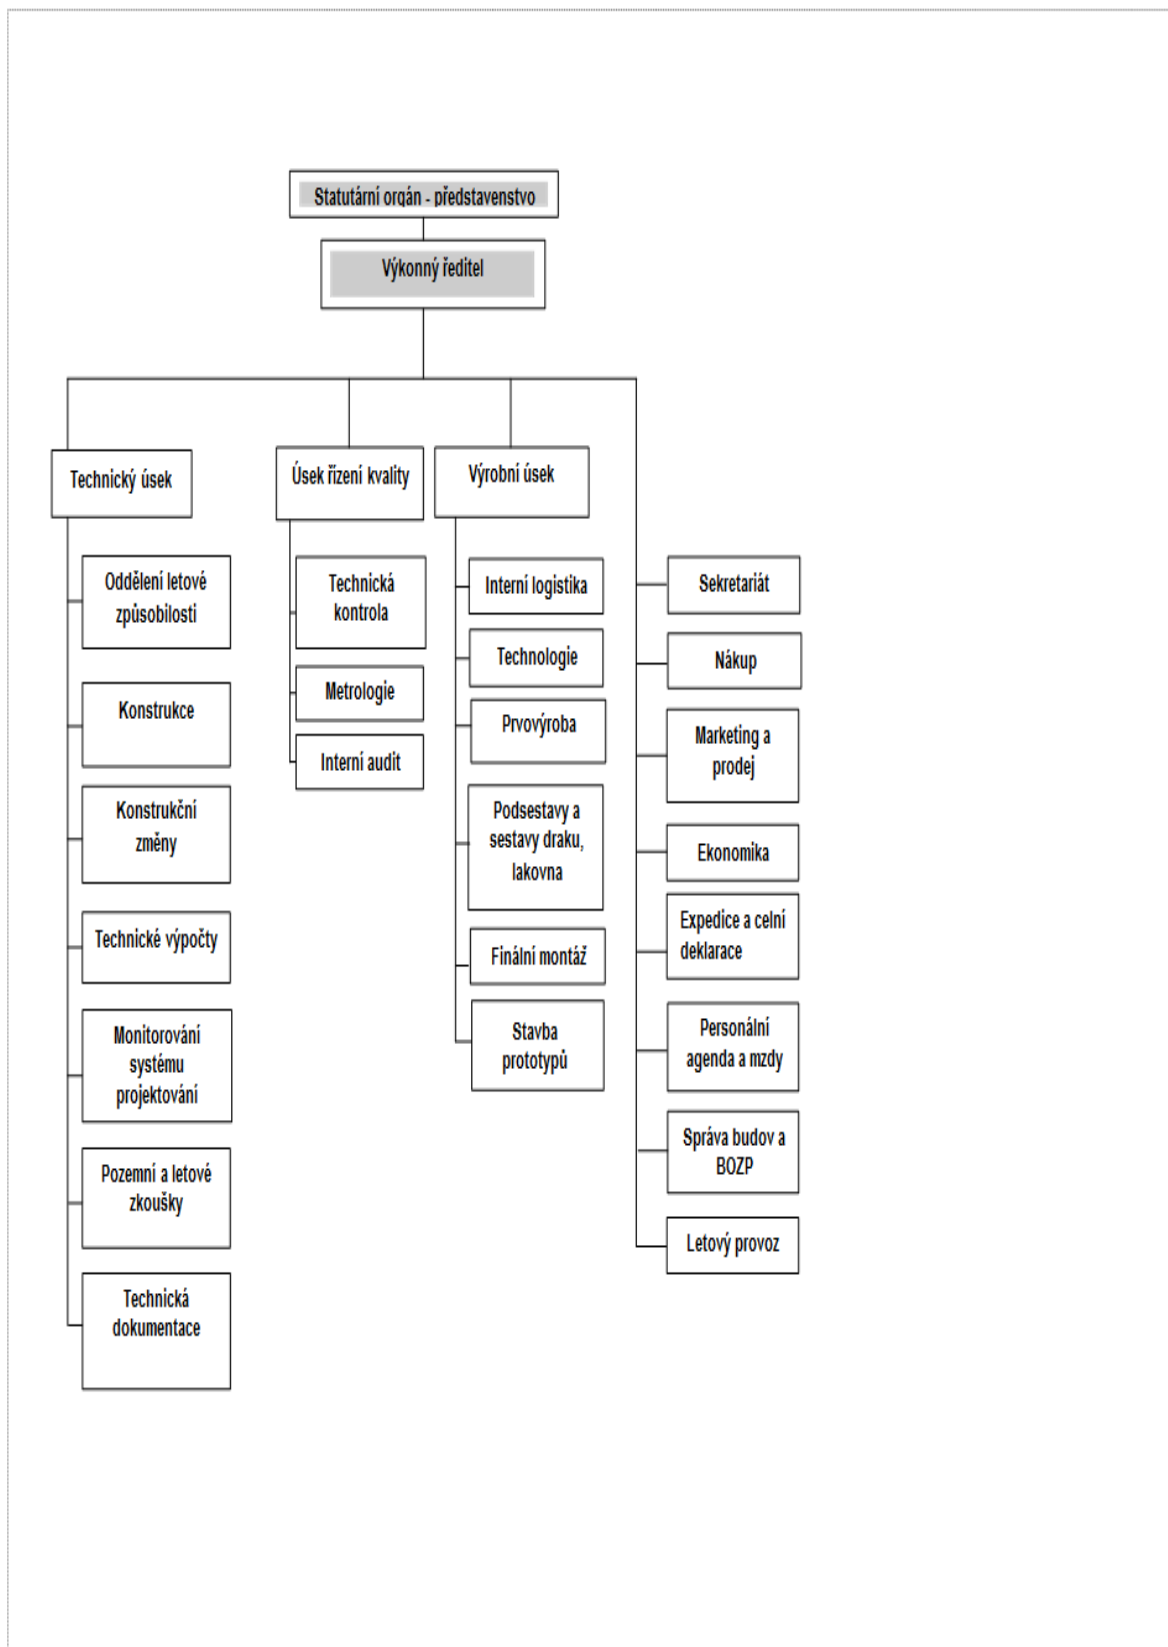 Statutární orgán - představenstvo
Výkonný ředitel
Technický úsek
Úsek řízení kvality
Výrobní úsek
Oddělení letové
způsobilosti
Konstrukce
Konstrukční
změny
Technické výpočty
Monitorování
systému
projektování
Pozemní a letové
zkoušky
Technická
dokumentace
Technická
kontrola
Metrologie
Interní audit
Interní logistika
Technologie
Prvovýroba
Podsestavy a
sestavy draku,
lakovna
Finální montáž
Stavba
prototypů
Sekretariát
Nákup
Marketing a
prodej
Ekonomika
Expedice a celní
deklarace
Personální
agenda a mzdy
Správa budov a
BOZP
Letový provoz